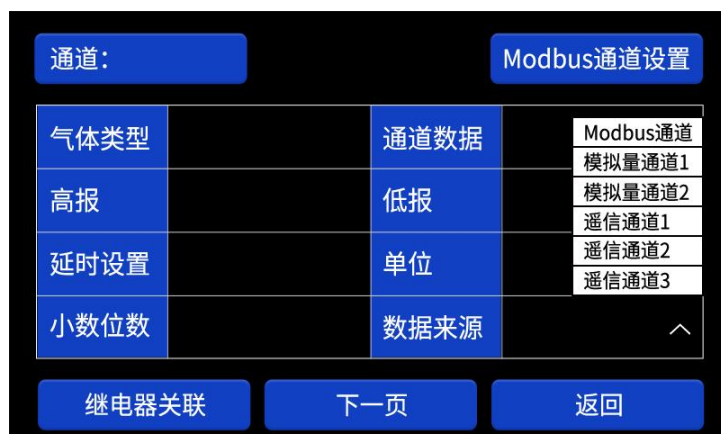 通道：
Modbus通道设置
气体类型
通道数据
Modbus通道
模拟量通道1
高报
低报
模拟量通道2
遥信通道1
延时设置
单位
遥信通道2
遥信通道3
小数位数
数据来源
继电器关联
下一页
返回